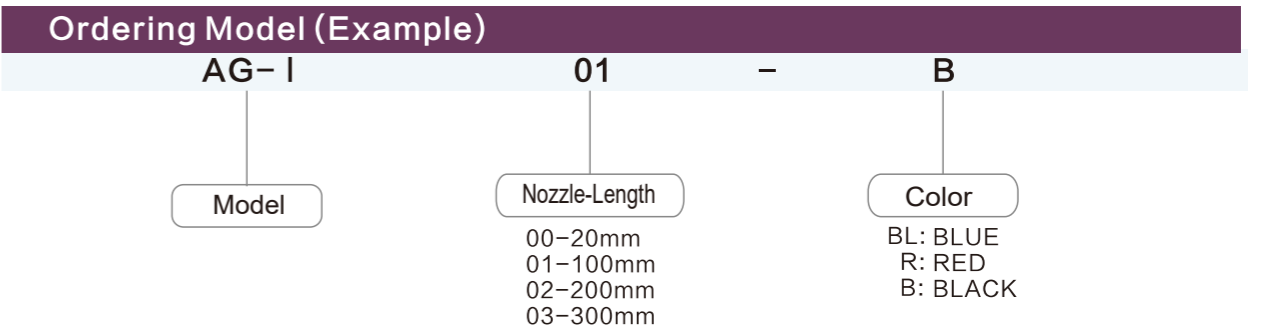 Ordering Model (Example)
AG-I 01 - B
Model Nozzle-Length Color
00-20mm BL: BLUE
01-100mm R: RED
02-200mm B: BLACK
03-300mm